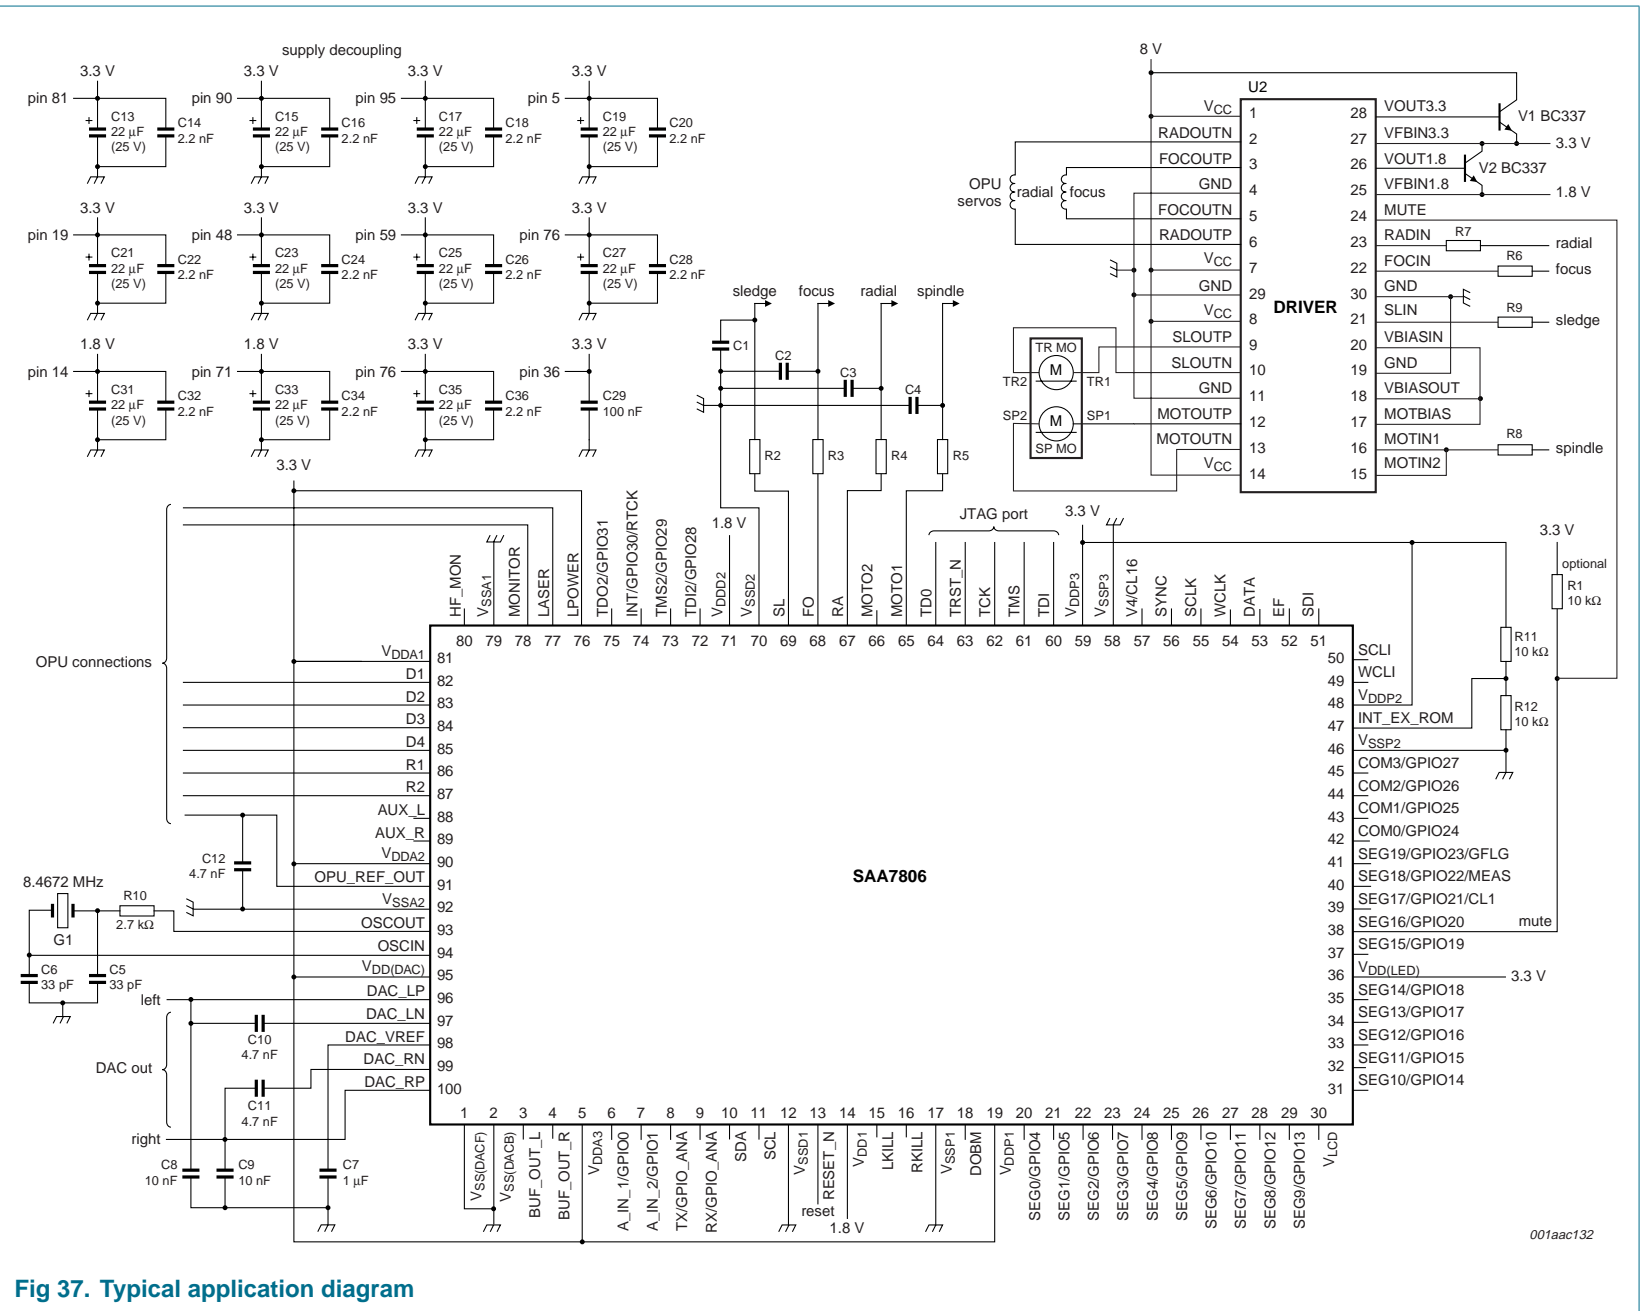 supply decoupling
3.3 V
pin 81
+
C13
22 μF
(25 V)
C14
2.2 nF
3.3 V
pin 90
+
C15
22 μF
(25 V)
C16
2.2 nF
3.3 V
pin 95
+
C17
22 μF
(25 V)
C18
2.2 nF
3.3 V
pin 5
+
C19
22 μF
(25 V)
C20
2.2 nF
3.3 V
pin 19
+
C21
22 μF
(25 V)
C22
2.2 nF
3.3 V
pin 48
+
C23
22 μF
(25 V)
C24
2.2 nF
3.3 V
pin 59
+
C25
22 μF
(25 V)
C26
2.2 nF
3.3 V
pin 76
+
C27
22 μF
(25 V)
C28
2.2 nF
1.8 V
pin 14
+
C31
22 μF
(25 V)
C32
2.2 nF
1.8 V
pin 71
+
C33
22 μF
(25 V)
C34
2.2 nF
3.3 V
pin 76
+
C35
22 μF
(25 V)
C36
2.2 nF
3.3 V
pin 36
C29
100 nF
8 V
U2
DRIVER
VCC 1
RADOUTN 2
FOCOUTP 3
GND 4
FOCOUTN 5
RADOUTP 6
VCC 7
GND 29
VCC 8
SLOUTP 9
SLOUTN 10
GND 11
MOTOUTP 12
MOTOUTN 13
VCC 14
28 VOUT3.3
27 VFBIN3.3
26 VOUT1.8
25 VFBIN1.8
24 MUTE
23 RADIN
22 FOCIN
30 GND
21 SLIN
20 VBIASIN
19 GND
18 VBIASOUT
17 MOTBIAS
16 MOTIN1
15 MOTIN2
V1 BC337
3.3 V
V2 BC337
1.8 V
R7
radial
R6
focus
R9
sledge
R8
spindle
OPU
servos
radial
focus
TR MO
M
TR2
TR1
SP2
SP1
M
SP MO
sledge
focus
radial
spindle
C1
C2
C3
C4
R2
R3
R4
R5
3.3 V
1.8 V
JTAG port
3.3 V
3.3 V
optional
R1
10 kΩ
R11
10 kΩ
R12
10 kΩ
HF_MON
VSSA1
MONITOR
LASER
LPOWER
TDO2/GPIO31
INT/GPIO30/RTCK
TMS2/GPIO29
TDI2/GPIO28
VDDD2
VSSD2
SL
FO
RA
MOTO2
MOTO1
TD0
TRST_N
TCK
TMS
TDI
VDDP3
VSSP3
V4/CL16
SYNC
SCLK
WCLK
DATA
EF
SDI
80 79 78 77 76 75 74 73 72 71 70 69 68 67 66 65 64 63 62 61 60 59 58 57 56 55 54 53 52 51
OPU connections
VDDA1 81
D1 82
D2 83
D3 84
D4 85
R1 86
R2 87
AUX_L 88
AUX_R 89
VDDA2 90
OPU_REF_OUT 91
VSSA2 92
OSCOUT 93
OSCIN 94
VDD(DAC) 95
DAC_LP 96
DAC_LN 97
DAC_VREF 98
DAC_RN 99
DAC_RP 100
SAA7806
50 SCLI
49 WCLI
48 VDDP2
47 INT_EX_ROM
46 VSSP2
45 COM3/GPIO27
44 COM2/GPIO26
43 COM1/GPIO25
42 COM0/GPIO24
41 SEG19/GPIO23/GFLG
40 SEG18/GPIO22/MEAS
39 SEG17/GPIO21/CL1
38 SEG16/GPIO20
mute
37 SEG15/GPIO19
36 VDD(LED)
3.3 V
35 SEG14/GPIO18
34 SEG13/GPIO17
33 SEG12/GPIO16
32 SEG11/GPIO15
31 SEG10/GPIO14
C12
4.7 nF
8.4672 MHz
G1
R10
2.7 kΩ
C6
33 pF
C5
33 pF
left
C10
4.7 nF
DAC out
C11
4.7 nF
right
C8
10 nF
C9
10 nF
C7
1 μF
1 2 3 4 5 6 7 8 9 10 11 12 13 14 15 16 17 18 19 20 21 22 23 24 25 26 27 28 29 30
VSS(DACF)
VSS(DACB)
BUF_OUT_L
BUF_OUT_R
VDDA3
A_IN_1/GPIO0
A_IN_2/GPIO1
TX/GPIO_ANA
RX/GPIO_ANA
SDA
SCL
VSSD1
RESET_N
VDD1
LKILL
RKILL
VSSP1
DOBM
VDDP1
SEG0/GPIO4
SEG1/GPIO5
SEG2/GPIO6
SEG3/GPIO7
SEG4/GPIO8
SEG5/GPIO9
SEG6/GPIO10
SEG7/GPIO11
SEG8/GPIO12
SEG9/GPIO13
VLCD
reset
1.8 V
001aac132
Fig 37. Typical application diagram